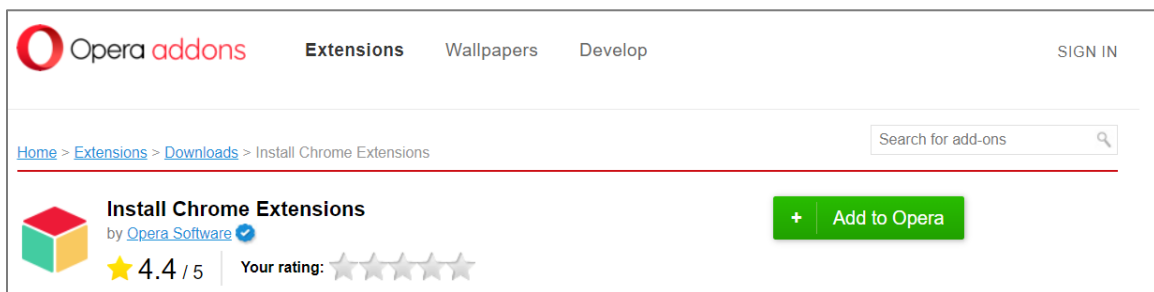 Opera addons Extensions Wallpapers Develop SIGN IN
Search for add-ons
Home > Extensions > Downloads > Install Chrome Extensions
Install Chrome Extensions
+ Add to Opera
by Opera Software
4.4 / 5 Your rating: